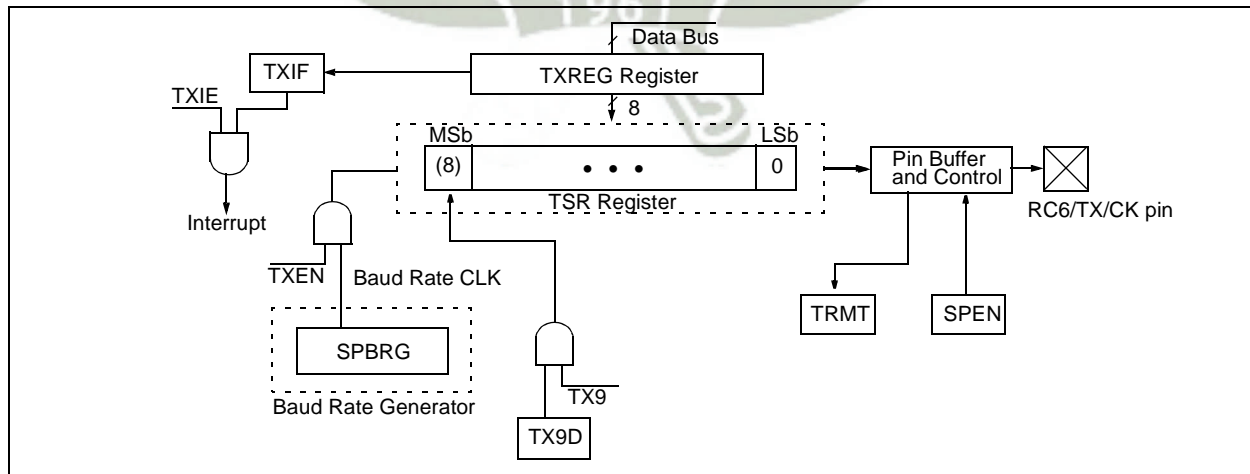 96
Data Bus
TXIF
TXREG Register
TXIE
8
MSb
LSb
(8)
• • •
0
TSR Register
Pin Buffer
and Control
Interrupt
RC6/TX/CK pin
TXEN
Baud Rate CLK
TRMT
SPEN
SPBRG
TX9
Baud Rate Generator
TX9D